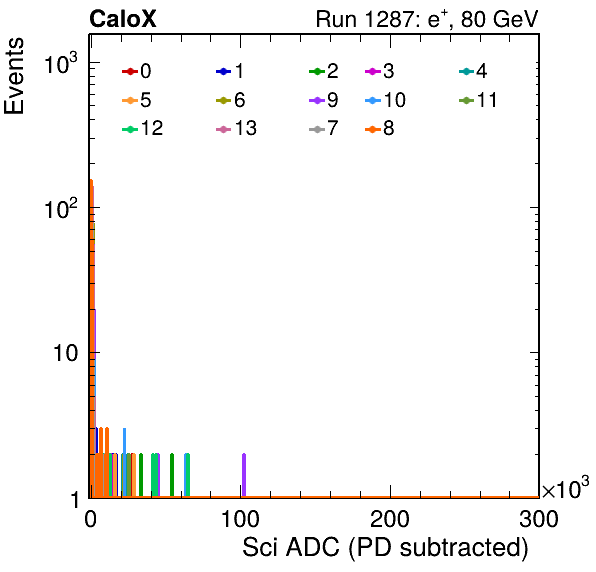 CaloX Run 1287: e⁺, 80 GeV
Events
10³
10²
10
1
0 1 2 3 4
5 6 9 10 11
12 13 7 8
0 100 200 300
×10³
Sci ADC (PD subtracted)